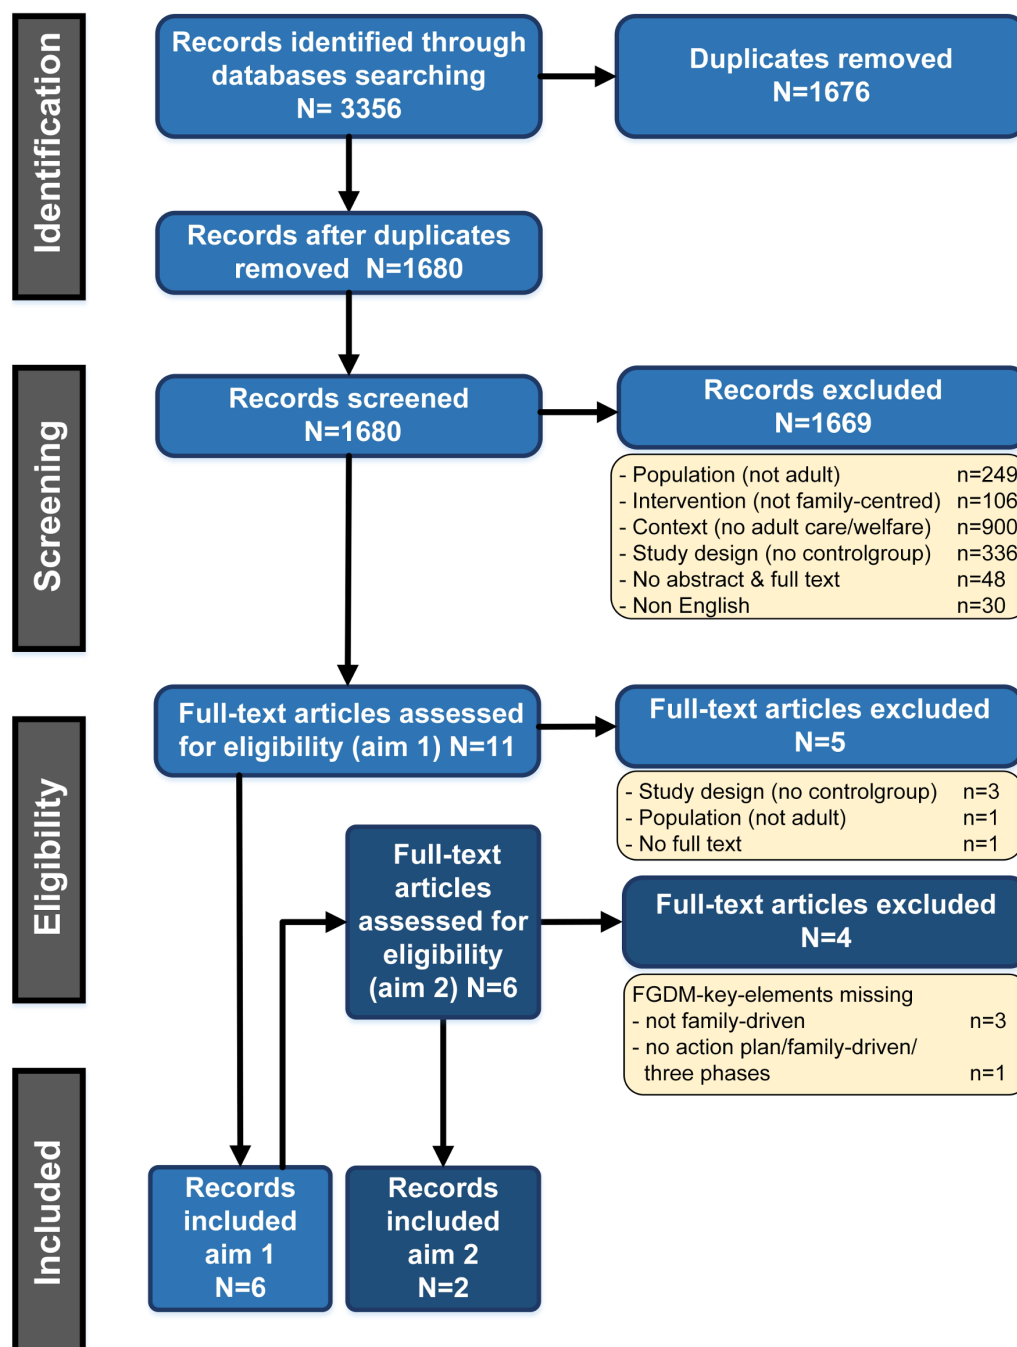 Identification
Records identified through
databases searching
N= 3356
Duplicates removed
N=1676
Records after duplicates
removed  N=1680
Screening
Records screened
N=1680
Records excluded
N=1669
- Population (not adult) n=249
- Intervention (not family-centred) n=106
- Context (no adult care/welfare) n=900
- Study design (no controlgroup) n=336
- No abstract & full text n=48
- Non English n=30
Eligibility
Full-text articles assessed
for eligibility (aim 1) N=11
Full-text articles excluded
N=5
- Study design (no controlgroup) n=3
- Population (not adult) n=1
- No full text n=1
Full-text
articles
assessed for
eligibility
(aim 2) N=6
Full-text articles excluded
N=4
FGDM-key-elements missing
- not family-driven n=3
- no action plan/family-driven/
three phases n=1
Included
Records
included
aim 1
N=6
Records
included
aim 2
N=2